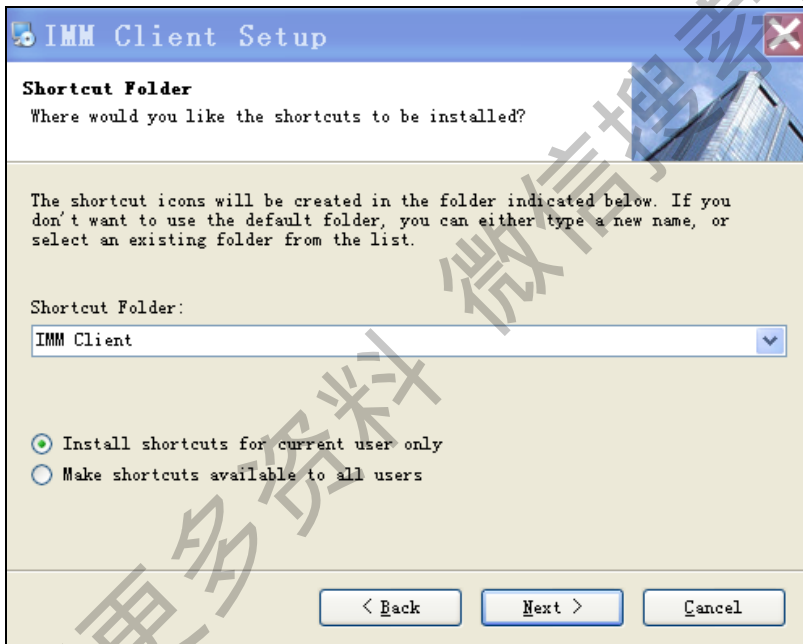 IMM Client Setup
Shortcut Folder
Where would you like the shortcuts to be installed?
The shortcut icons will be created in the folder indicated below. If you
don't want to use the default folder, you can either type a new name, or
select an existing folder from the list.
Shortcut Folder:
IMM Client
Install shortcuts for current user only
Make shortcuts available to all users
< Back
Next >
Cancel
更多资料 微信搜索